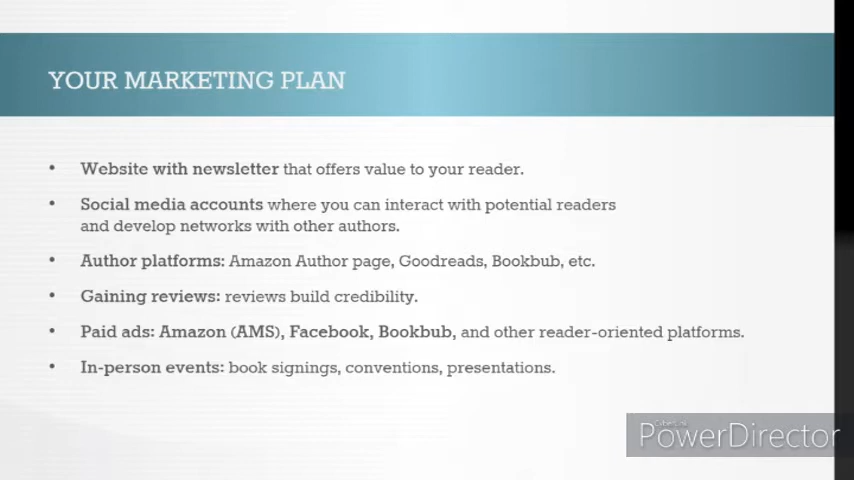 YOUR MARKETING PLAN
• Website with newsletter that offers value to your reader.
• Social media accounts where you can interact with potential readers
and develop networks with other authors.
• Author platforms: Amazon Author page, Goodreads, Bookbub, etc.
• Gaining reviews: reviews build credibility.
• Paid ads: Amazon (AMS), Facebook, Bookbub, and other reader-oriented platforms.
• In-person events: book signings, conventions, presentations.
CyberLink
PowerDirector